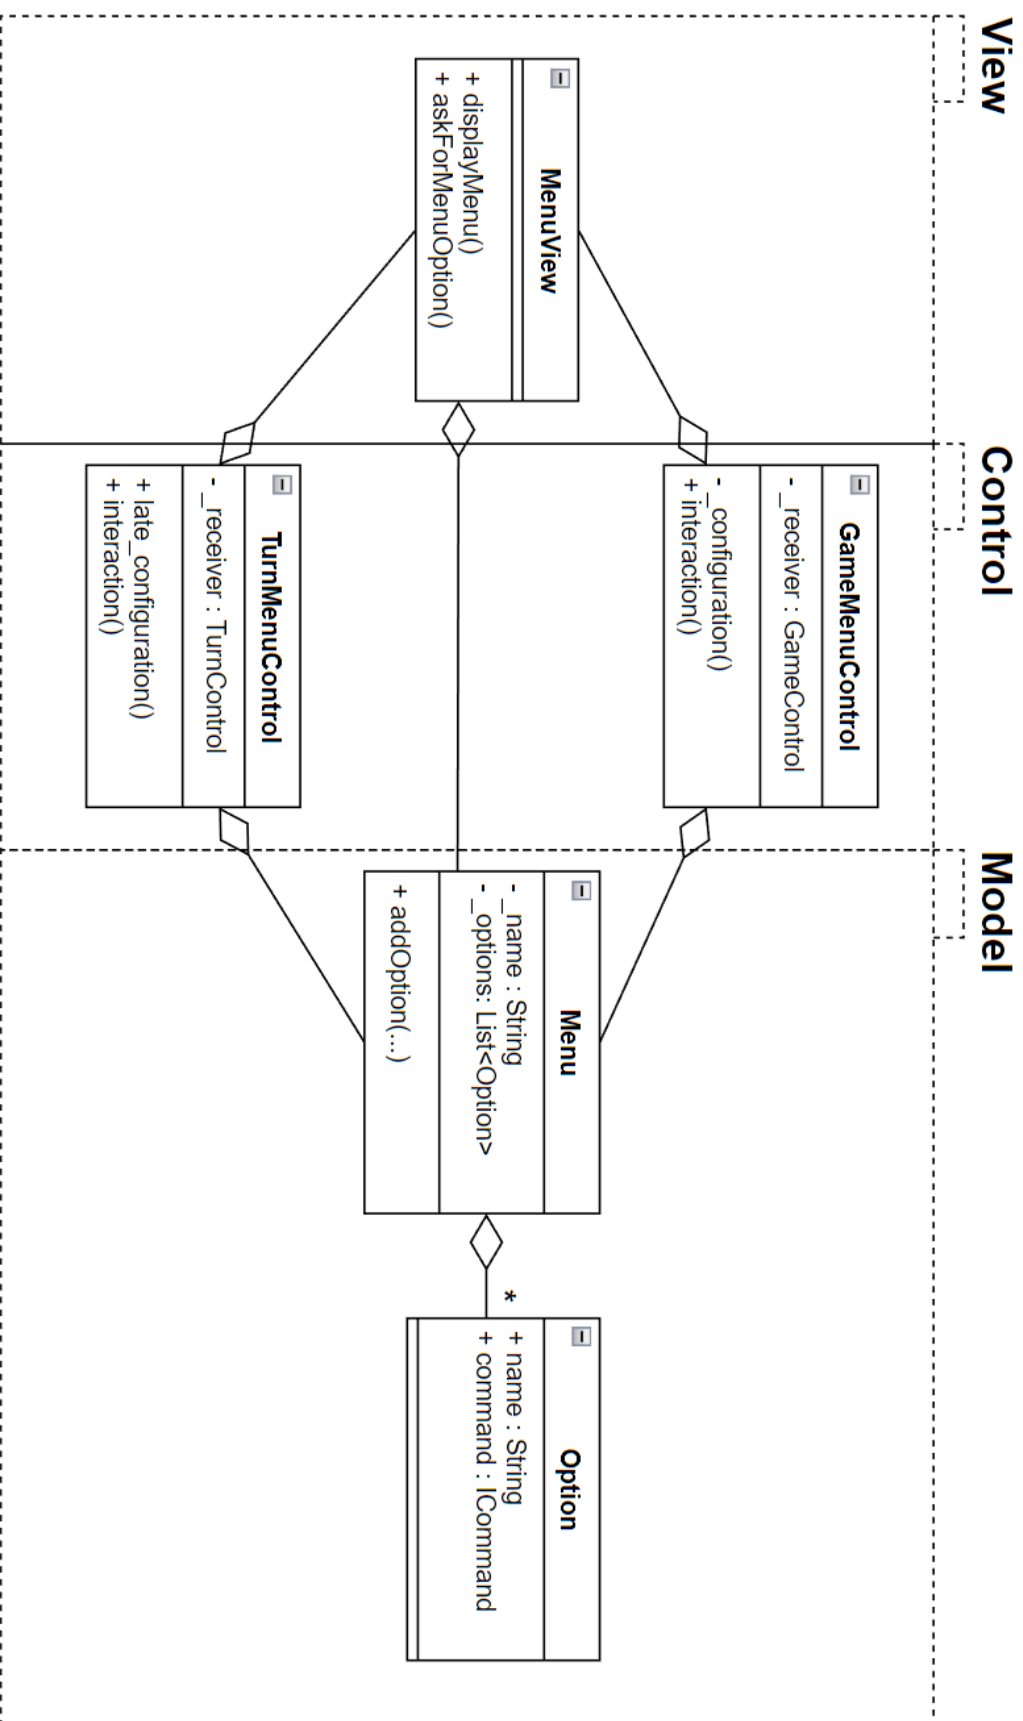 View
Control
Model
MenuView
+ displayMenu()
+ askForMenuOption()
GameMenuControl
- _receiver : GameControl
- _configuration()
+ interaction()
TurnMenuControl
- _receiver : TurnControl
+ late_configuration()
+ interaction()
Menu
- _name : String
- _options: List<Option>
+ addOption(...)
*
Option
+ name : String
+ command : ICommand